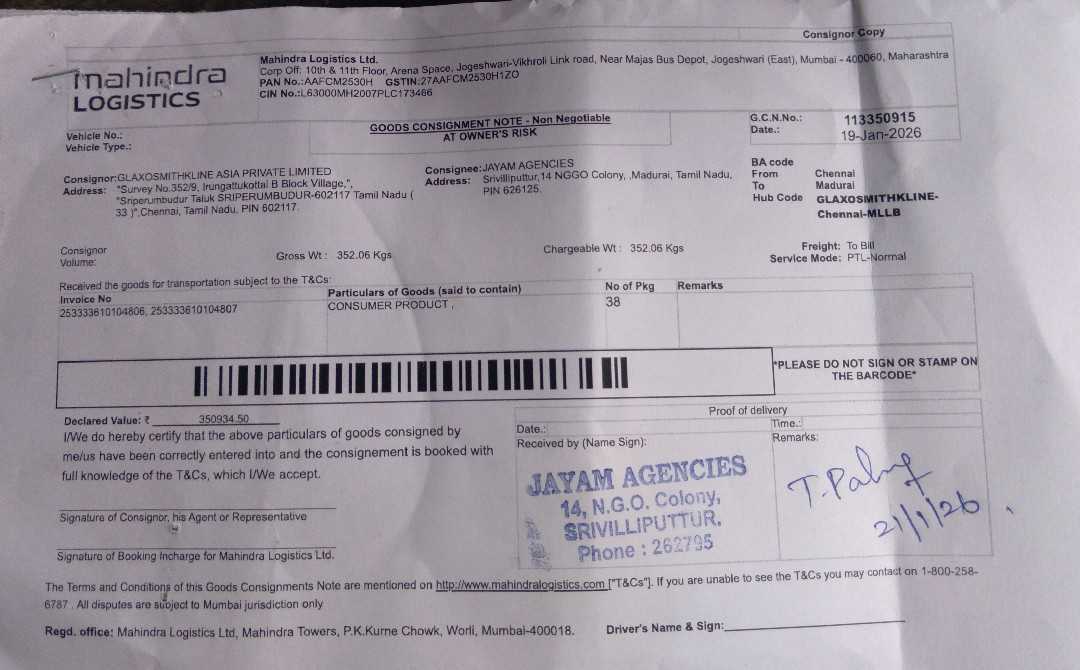 Consignor Copy
mahindra
LOGISTICS
Mahindra Logistics Ltd.
Corp Off: 10th & 11th Floor, Arena Space, Jogeshwari-Vikhroli Link road, Near Majas Bus Depot, Jogeshwari (East), Mumbai - 400060, Maharashtra
PAN No.:AAFCM2530H GSTIN:27AAFCM2530H1ZO
CIN No.:L63000MH2007PLC173466
Vehicle No.:
Vehicle Type.:
GOODS CONSIGNMENT NOTE - Non Negotiable
AT OWNER'S RISK
G.C.N.No.: 113350915
Date.: 19-Jan-2026
Consignor:GLAXOSMITHKLINE ASIA PRIVATE LIMITED
Address: "Survey No.352/9, Irungattukottal B Block Village,",
"Sriperumbudur Taluk SRIPERUMBUDUR-602117 Tamil Nadu (
33 )",Chennai, Tamil Nadu, PIN 602117.
Consignee:JAYAM AGENCIES
Address: Srivilliputtur,14 NGGO Colony, ,Madurai, Tamil Nadu,
PIN 626125.
BA code
From Chennai
To Madurai
Hub Code GLAXOSMITHKLINE-
Chennai-MLLB
Consignor
Volume:
Gross Wt : 352.06 Kgs
Chargeable Wt : 352.06 Kgs
Freight: To Bill
Service Mode: PTL-Normal
Received the goods for transportation subject to the T&Cs:
Invoice No
253333610104806, 253333610104807
Particulars of Goods (said to contain)
CONSUMER PRODUCT ,
No of Pkg
38
Remarks
*PLEASE DO NOT SIGN OR STAMP ON
THE BARCODE*
Declared Value: ₹ 350934.50
I/We do hereby certify that the above particulars of goods consigned by
me/us have been correctly entered into and the consignement is booked with
full knowledge of the T&Cs, which I/We accept.
Signature of Consignor, his Agent or Representative
Signature of Booking Incharge for Mahindra Logistics Ltd.
Proof of delivery
Date.:
Time.:
Received by (Name Sign):
Remarks:
JAYAM AGENCIES
14, N.G.O. Colony,
SRIVILLIPUTTUR.
Phone : 262795
21/1/26
The Terms and Conditions of this Goods Consignments Note are mentioned on http://www.mahindralogistics.com ["T&Cs"]. If you are unable to see the T&Cs you may contact on 1-800-258-
6787 . All disputes are subject to Mumbai jurisdiction only
Regd. office: Mahindra Logistics Ltd, Mahindra Towers, P.K.Kurne Chowk, Worli, Mumbai-400018.
Driver's Name & Sign: